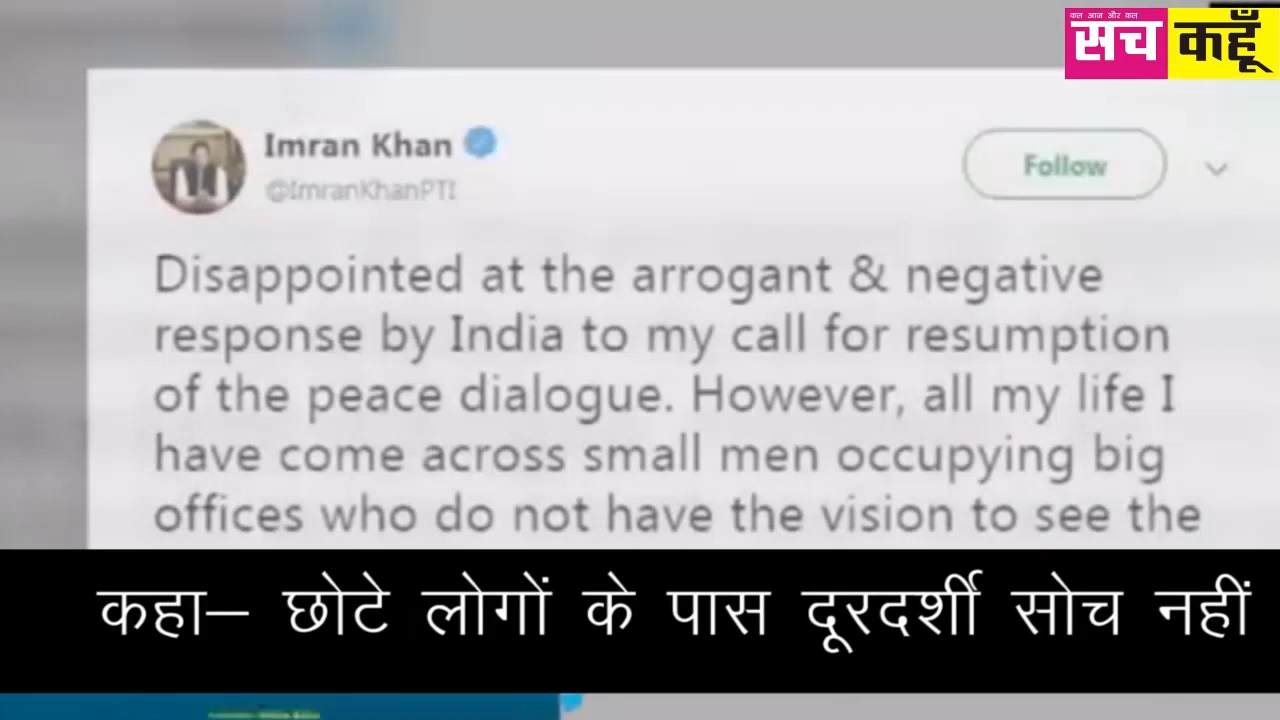 कल आज और कल
सच कहूँ
Imran Khan
@ImranKhanPTI
Follow
Disappointed at the arrogant & negative
response by India to my call for resumption
of the peace dialogue. However, all my life I
have come across small men occupying big
offices who do not have the vision to see the
कहा– छोटे लोगों के पास दूरदर्शी सोच नहीं